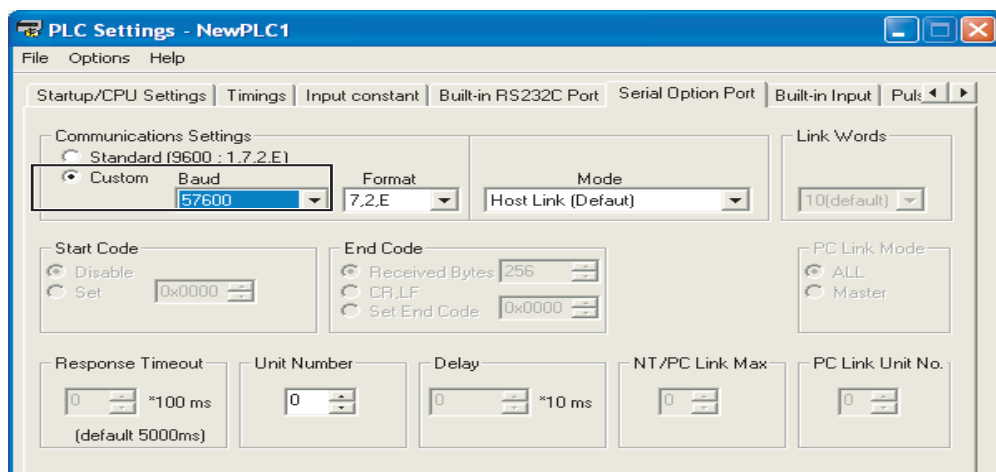 PLC Settings - NewPLC1
File Options Help
Startup/CPU Settings Timings Input constant Built-in RS232C Port Serial Option Port Built-in Input
Communications Settings Link Words
Standard (9600 : 1,7,2,E)
Custom Baud Format Mode
57600 7,2,E Host Link (Defaut) 10(default)
Start Code End Code PC Link Mode
Disable Received Bytes 256 ALL
Set 0x0000 CR,LF Master
Set End Code 0x0000
Response Timeout Unit Number Delay NT/PC Link Max PC Link Unit No.
0 *100 ms 0 0 *10 ms 0 0
(default 5000ms)